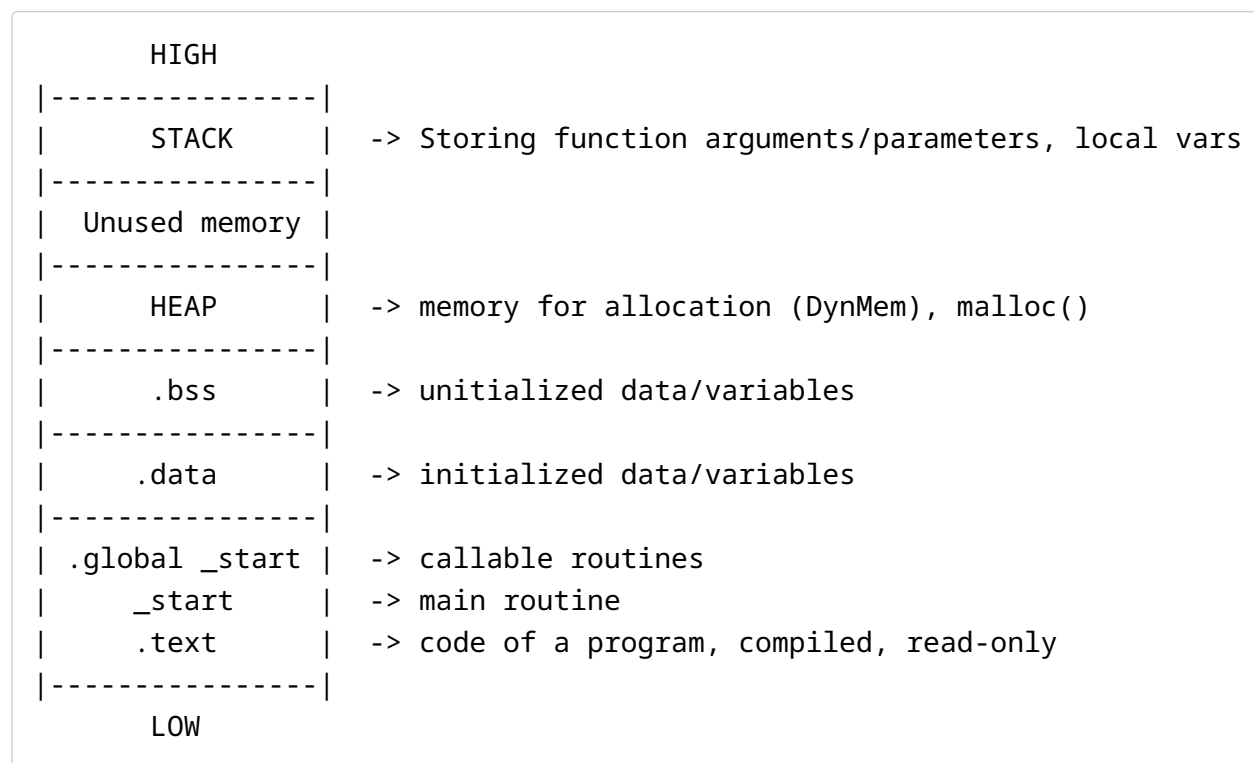 HIGH
|----------------|
|      STACK     |  -> Storing function arguments/parameters, local vars
|----------------|
|  Unused memory |
|----------------|
|      HEAP      |  -> memory for allocation (DynMem), malloc()
|----------------|
|      .bss      |  -> unitialized data/variables
|----------------|
|     .data      |  -> initialized data/variables
|----------------|
| .global _start |  -> callable routines
|     _start     |  -> main routine
|     .text      |  -> code of a program, compiled, read-only
|----------------|
LOW